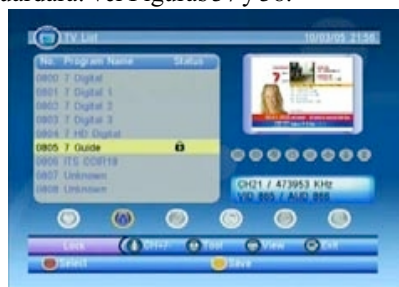 TV List 10/03/05 21:56
No. Program Name Status
0800 7 Digital
0801 7 Digital 1
0802 7 Digital 2
0803 7 Digital 3
0804 7 HD Digital
0805 7 Guide
0806 ITS CCIR18
0807 Unknown
0808 Unknown
CH21 / 473953 KHz
VID 865 / AUD 866
Lock CH+/- Tool View Exit
Select Save